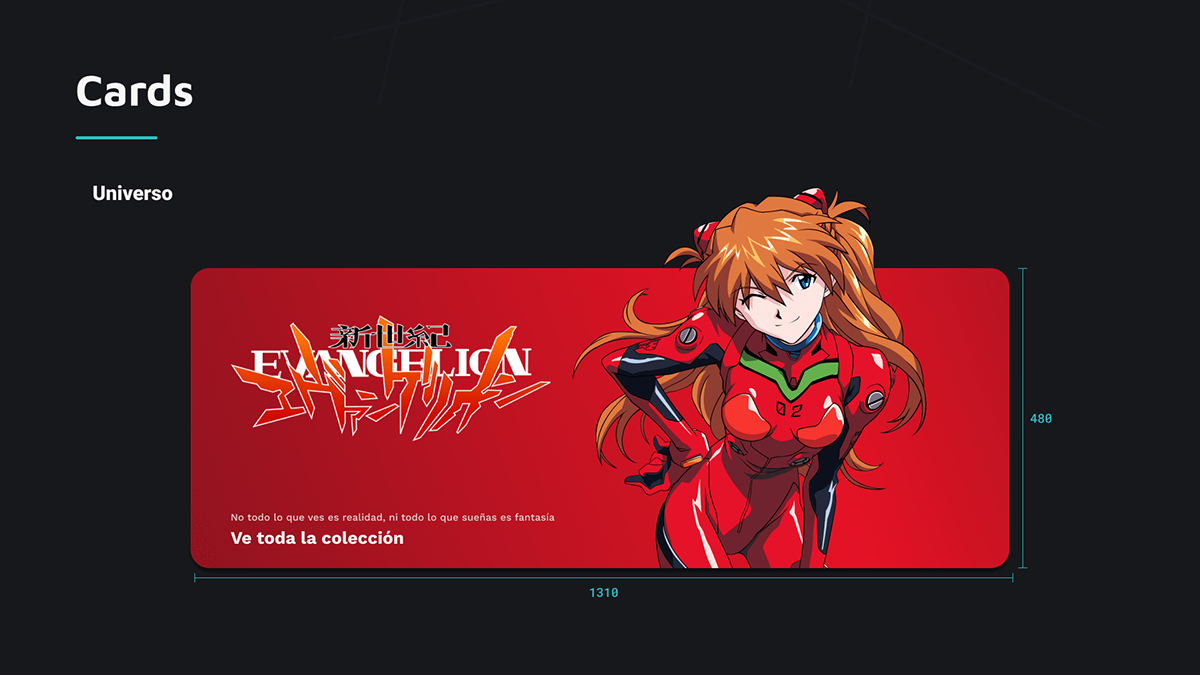 Cards
Universo
新世紀
EVANGELION
エヴァンゲリオン
02
480
No todo lo que ves es realidad, ni todo lo que sueñas es fantasía
Ve toda la colección
1310